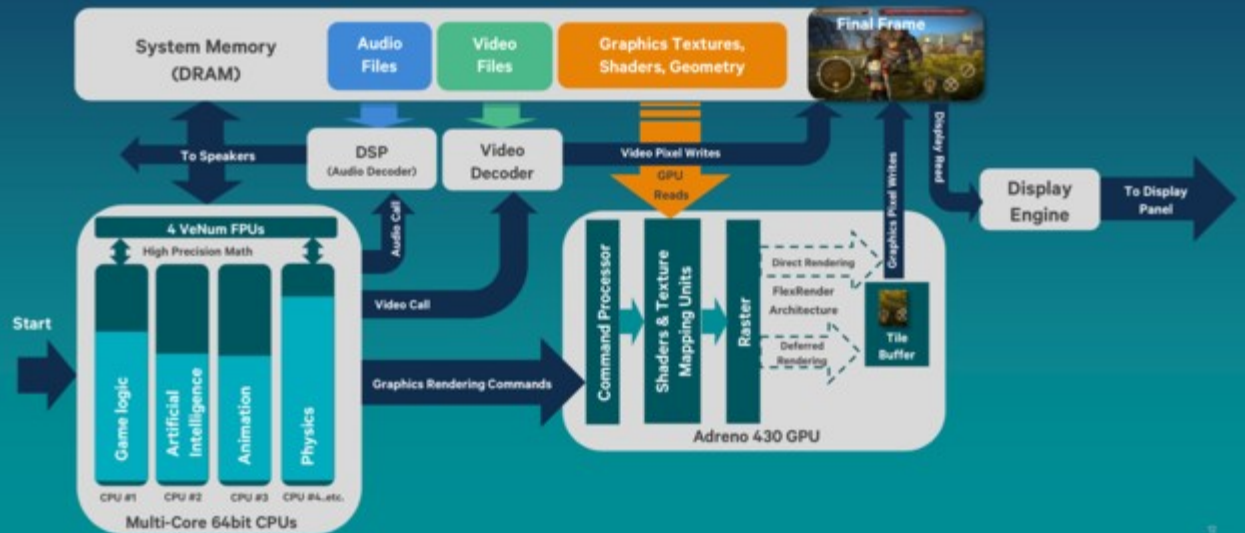 System Memory
(DRAM)
Audio
Files
Video
Files
Graphics Textures,
Shaders, Geometry
Final Frame
To Speakers
DSP
(Audio Decoder)
Video
Decoder
Video Pixel Writes
GPU
Reads
Graphics Pixel Writes
Display Read
Display
Engine
To Display
Panel
4 VeNum FPUs
High Precision Math
Audio Call
Video Call
Start
Game logic
Artificial
Intelligence
Animation
Physics
CPU #1
CPU #2
CPU #3
CPU #4..etc.
Multi-Core 64bit CPUs
Graphics Rendering Commands
Command Processor
Shaders & Texture
Mapping Units
Raster
Direct Rendering
FlexRender
Architecture
Deferred
Rendering
Tile
Buffer
Adreno 430 GPU